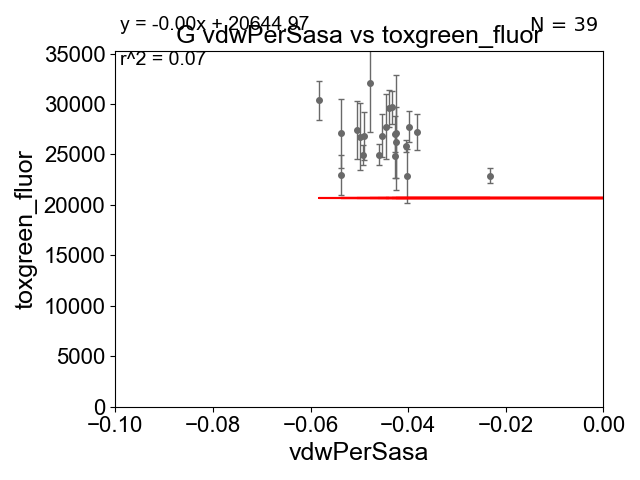 y = -0.00x + 20644.97
N = 39
G vdwPerSasa vs toxgreen_fluor
r^2 = 0.07
35000
30000
25000
20000
15000
10000
5000
0
toxgreen_fluor
−0.10 −0.08 −0.06 −0.04 −0.02 0.00
vdwPerSasa